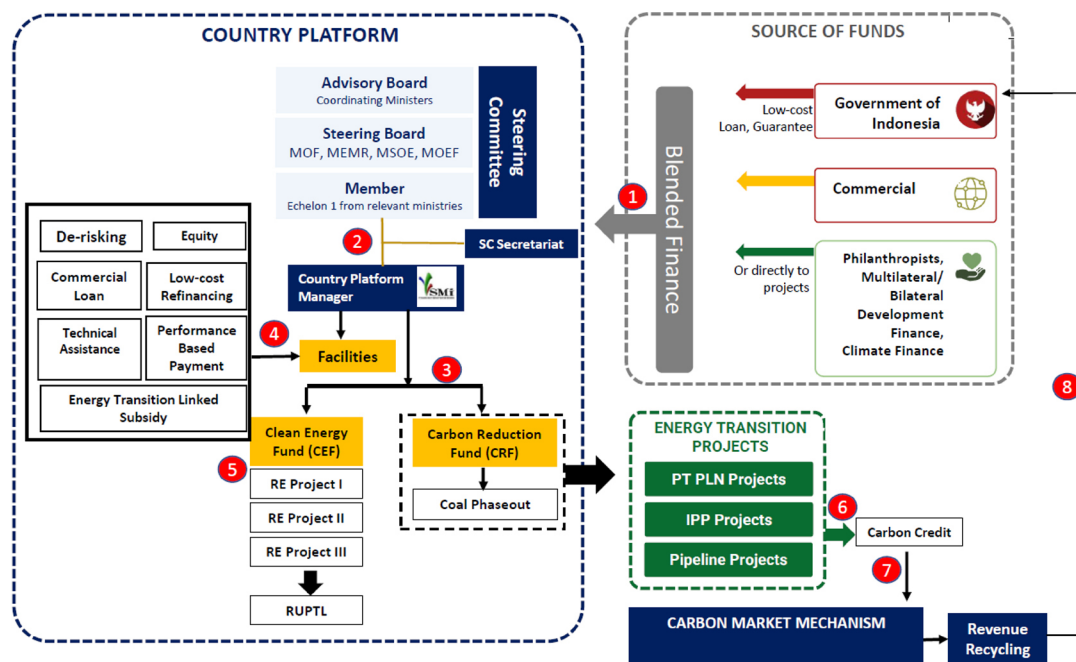 COUNTRY PLATFORM
Advisory Board
Coordinating Ministers
Steering Board
MOF, MEMR, MSOE, MOEF
Member
Echelon 1 from relevant ministries
Steering
Committee
2
SC Secretariat
Country Platform
Manager
SMi
De-risking
Equity
Commercial
Loan
Low-cost
Refinancing
Technical
Assistance
Performance
Based
Payment
Energy Transition Linked
Subsidy
4
Facilities
3
Clean Energy
Fund (CEF)
5
RE Project I
RE Project II
RE Project III
RUPTL
Carbon Reduction
Fund (CRF)
Coal Phaseout
SOURCE OF FUNDS
1
Blended Finance
Low-cost
Loan, Guarantee
Government of
Indonesia
Commercial
Or directly to
projects
Philanthropists,
Multilateral/
Bilateral
Development
Finance,
Climate Finance
8
ENERGY TRANSITION
PROJECTS
PT PLN Projects
IPP Projects
Pipeline Projects
6
Carbon Credit
7
CARBON MARKET MECHANISM
Revenue
Recycling